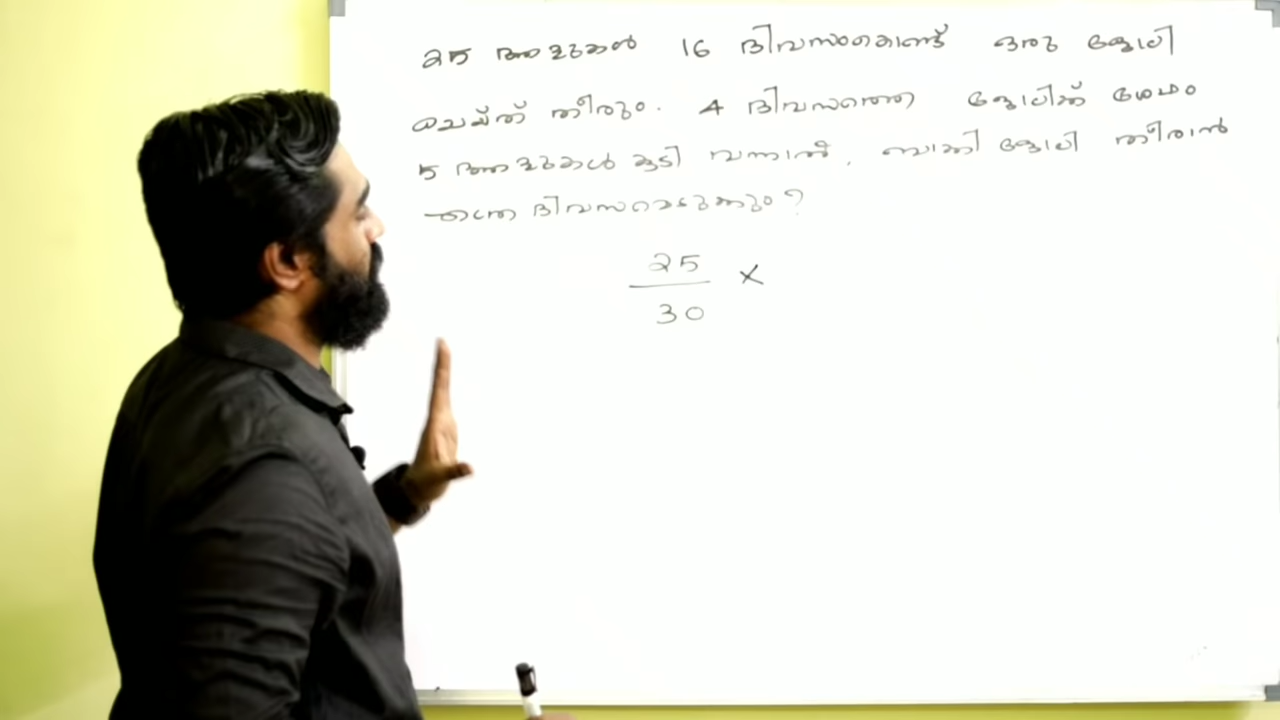 25 ആളുകൾ 16 ദിവസംകൊണ്ട് ഒരു ജോലി
ചെയ്ത് തീരും. 4 ദിവസത്തെ ജോലിക്ക് ശേഷം
5 ആളുകൾ കൂടി വന്നാൽ, ബാക്കി ജോലി തീരാൻ
എത്ര ദിവസമെടുക്കും?
25 ×
30